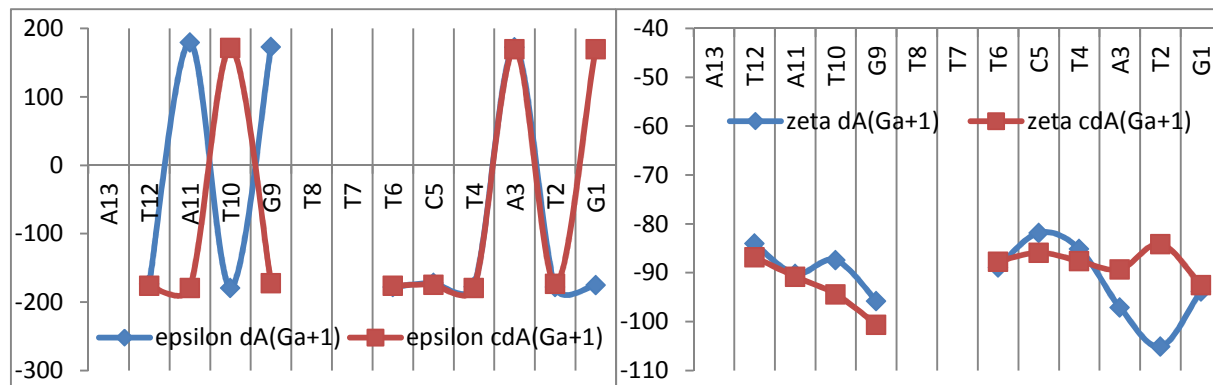 200
100
0
-100
-200
-300
A13
T12
A11
T10
G9
T8
T7
T6
C5
T4
A3
T2
G1
epsilon dA(Ga+1)
epsilon cdA(Ga+1)
-40
-50
-60
-70
-80
-90
-100
-110
A13
T12
A11
T10
G9
T8
T7
T6
C5
T4
A3
T2
G1
zeta dA(Ga+1)
zeta cdA(Ga+1)